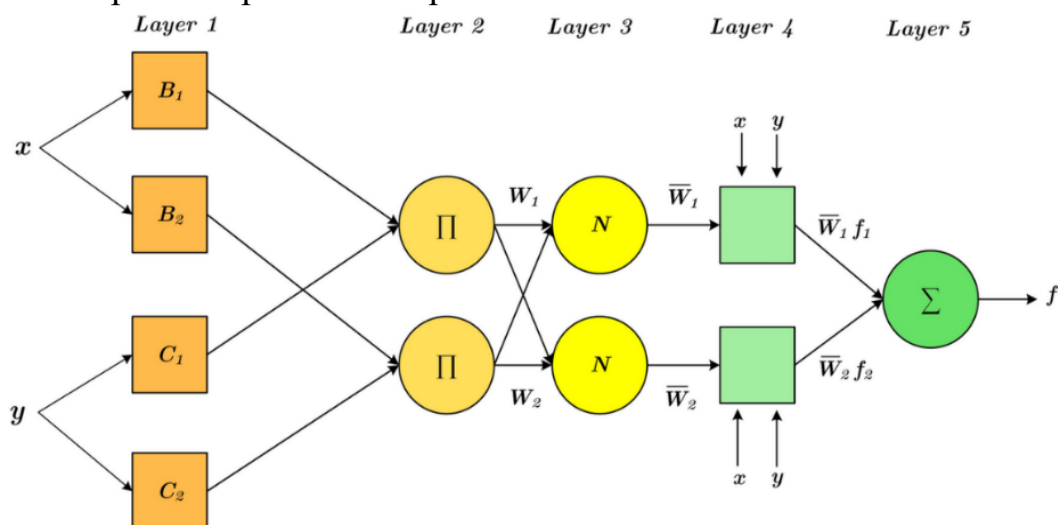 Layer 1 Layer 2 Layer 3 Layer 4 Layer 5
B₁
x y
x
B₂
W₁
W̅₁
∏
N
W̅₁ f₁
f
∑
C₁
∏
N
W̅₂ f₂
W₂
W̅₂
y
x y
C₂